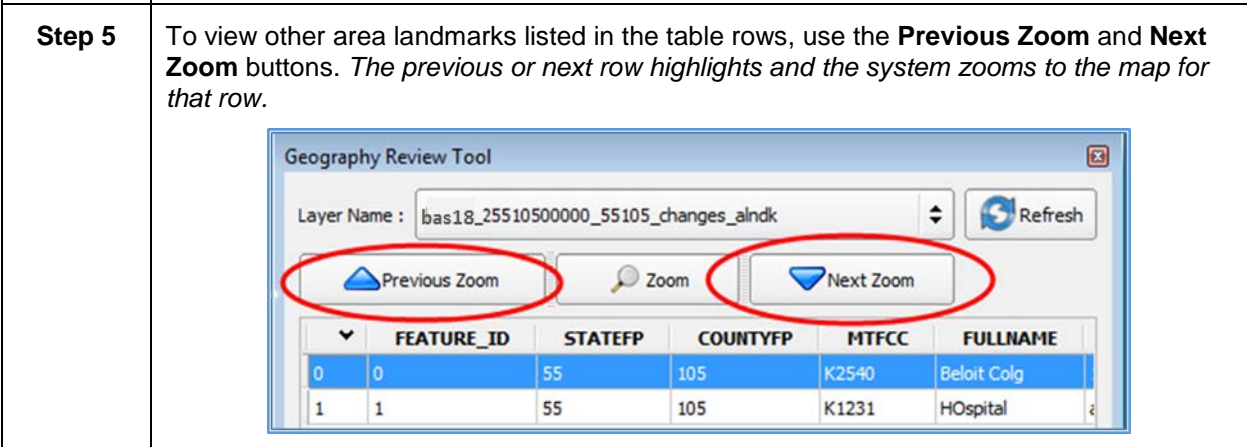 Step 5
To view other area landmarks listed in the table rows, use the Previous Zoom and Next
Zoom buttons. The previous or next row highlights and the system zooms to the map for
that row.
Geography Review Tool
Layer Name : bas18_25510500000_55105_changes_alndk Refresh
Previous Zoom Zoom Next Zoom
FEATURE_ID STATEFP COUNTYFP MTFCC FULLNAME
0 0 55 105 K2540 Beloit Colg
1 1 55 105 K1231 HOspital